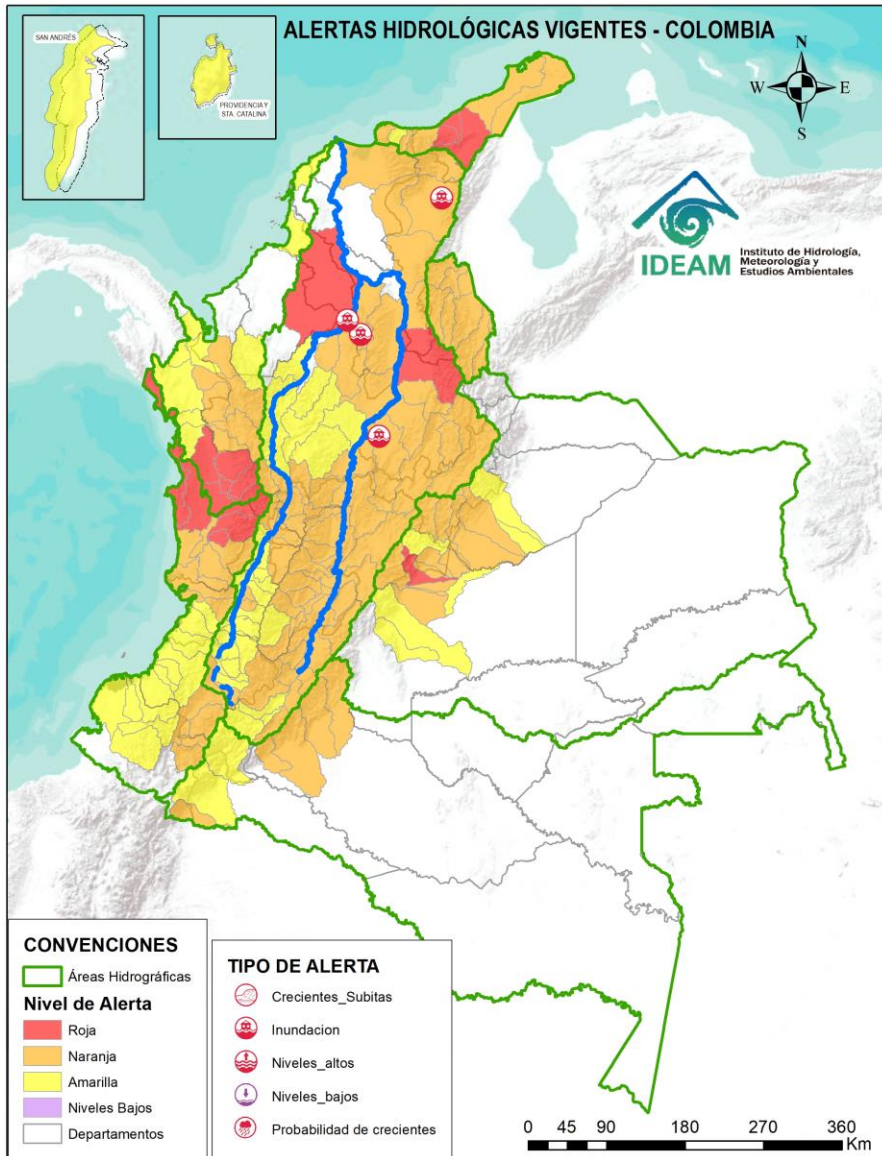 ALERTAS HIDROLÓGICAS VIGENTES - COLOMBIA
SAN ANDRÉS
PROVIDENCIA Y
STA. CATALINA
N
W
E
S
IDEAM
Instituto de Hidrología,
Meteorología y
Estudios Ambientales
CONVENCIONES
Áreas Hidrográficas
Nivel de Alerta
Roja
Naranja
Amarilla
Niveles Bajos
Departamentos
TIPO DE ALERTA
Crecientes_Subitas
Inundacion
Niveles_altos
Niveles_bajos
Probabilidad de crecientes
0 45 90 180 270 360
Km